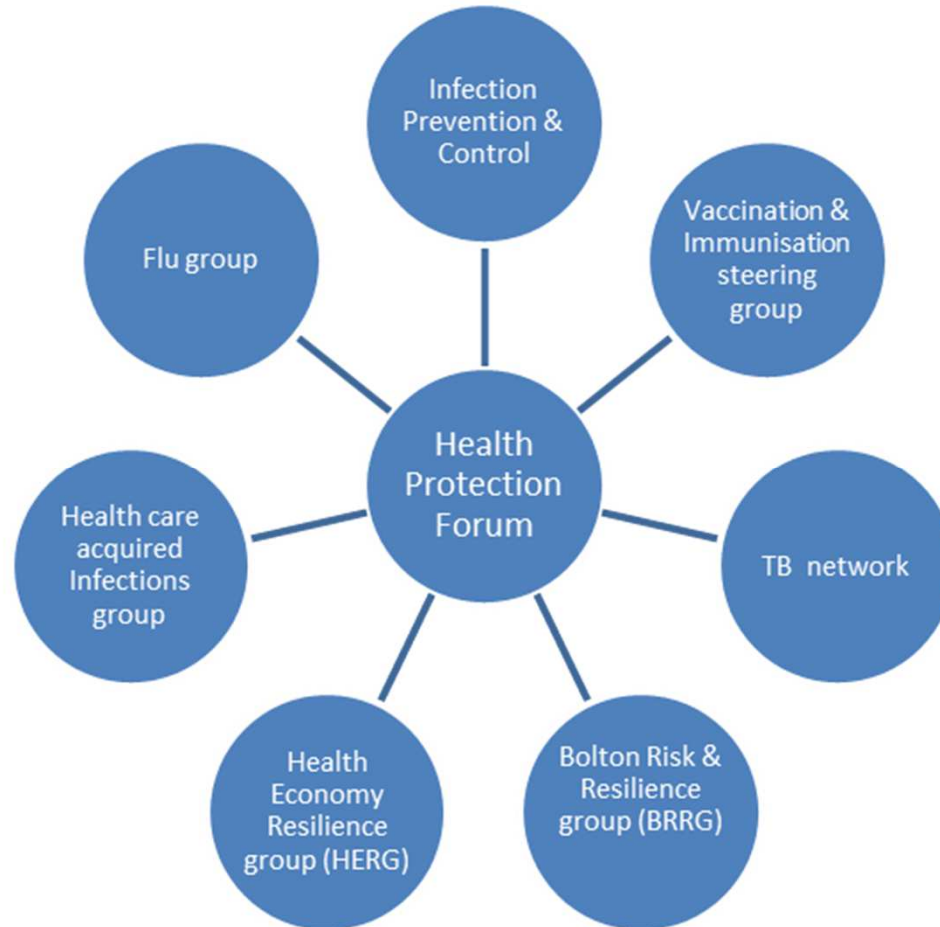 Infection
Prevention &
Control
Vaccination &
Immunisation
steering
group
TB network
Bolton Risk &
Resilience
group (BRRG)
Health
Economy
Resilience
group (HERG)
Health care
acquired
Infections
group
Flu group
Health
Protection
Forum